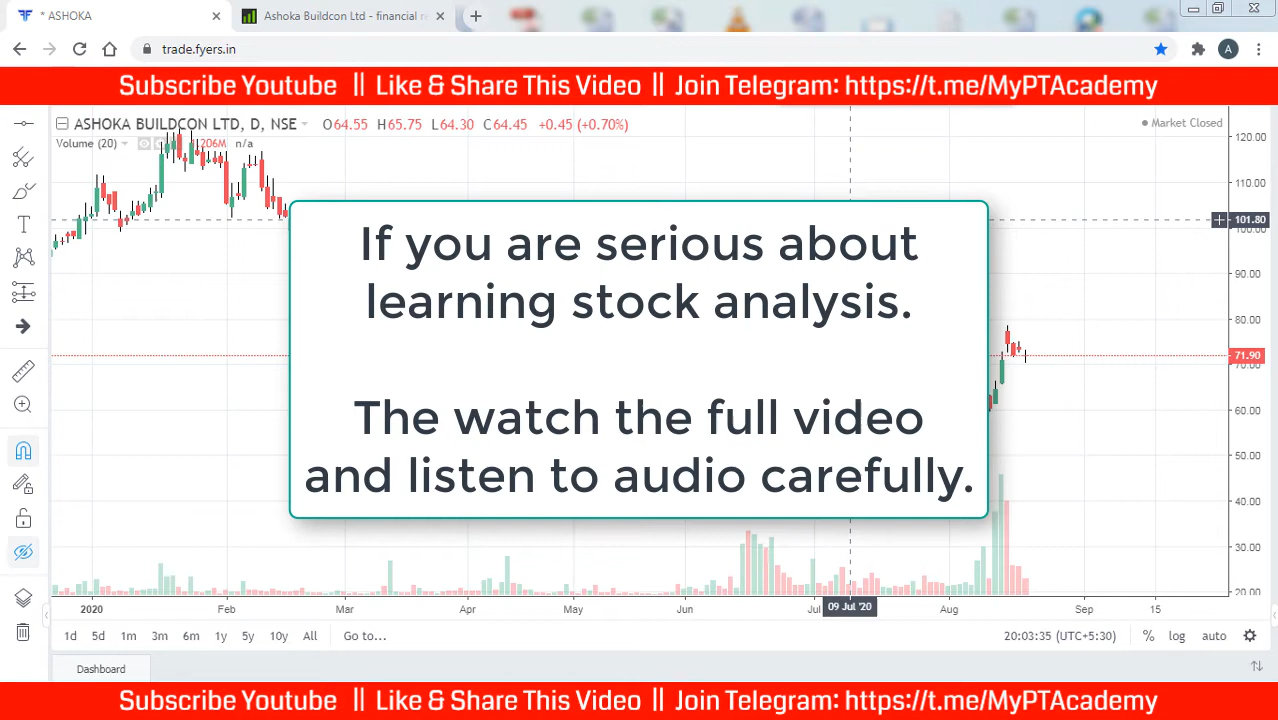 * ASHOKA
Ashoka Buildcon Ltd - financial re
trade.fyers.in
A
Subscribe Youtube || Like & Share This Video || Join Telegram: https://t.me/MyPTAcademy
ASHOKA BUILDCON LTD, D, NSE O64.55 H65.75 L64.30 C64.45 +0.45 (+0.70%)
Market Closed
Volume (20) 206M n/a
120.00
110.00
101.80
100.00
90.00
80.00
71.90
70.00
60.00
50.00
40.00
30.00
20.00
If you are serious about
learning stock analysis.
The watch the full video
and listen to audio carefully.
2020 Feb Mar Apr May Jun Jul 09 Jul '20 Aug Sep 15
1d 5d 1m 3m 6m 1y 5y 10y All Go to... 20:03:35 (UTC+5:30) % log auto
Dashboard
Subscribe Youtube || Like & Share This Video || Join Telegram: https://t.me/MyPTAcademy